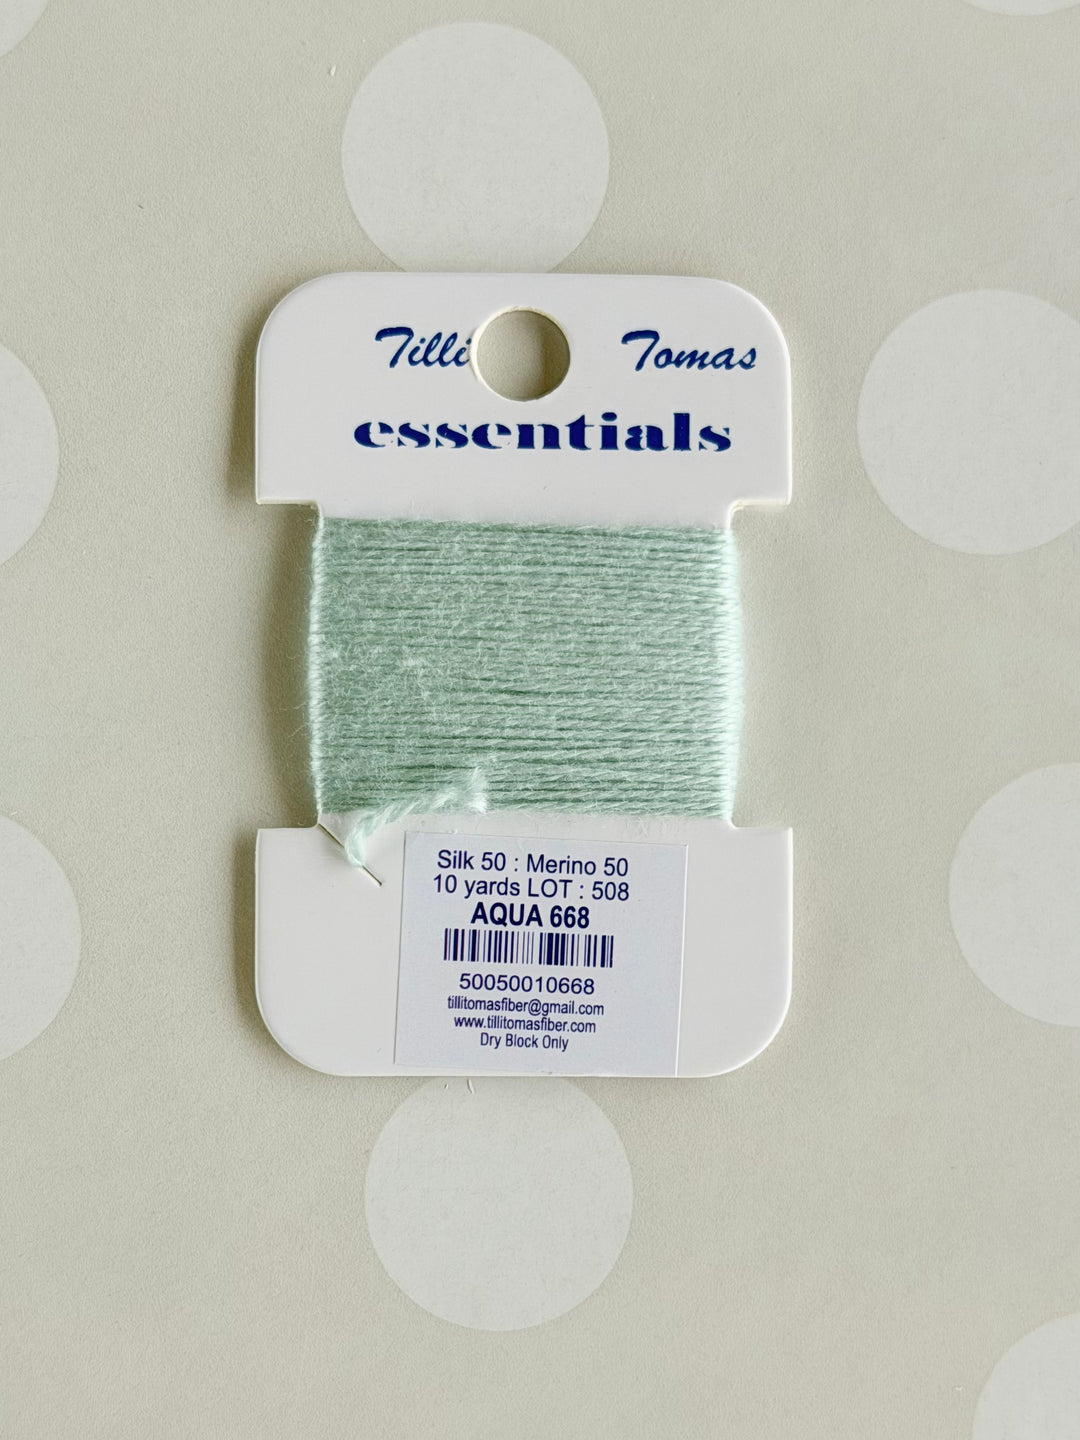 Tilli Tomas
essentials
Silk 50 : Merino 50
10 yards LOT : 508
AQUA 668
50050010668
tillitomasfiber@gmail.com
www.tillitomasfiber.com
Dry Block Only